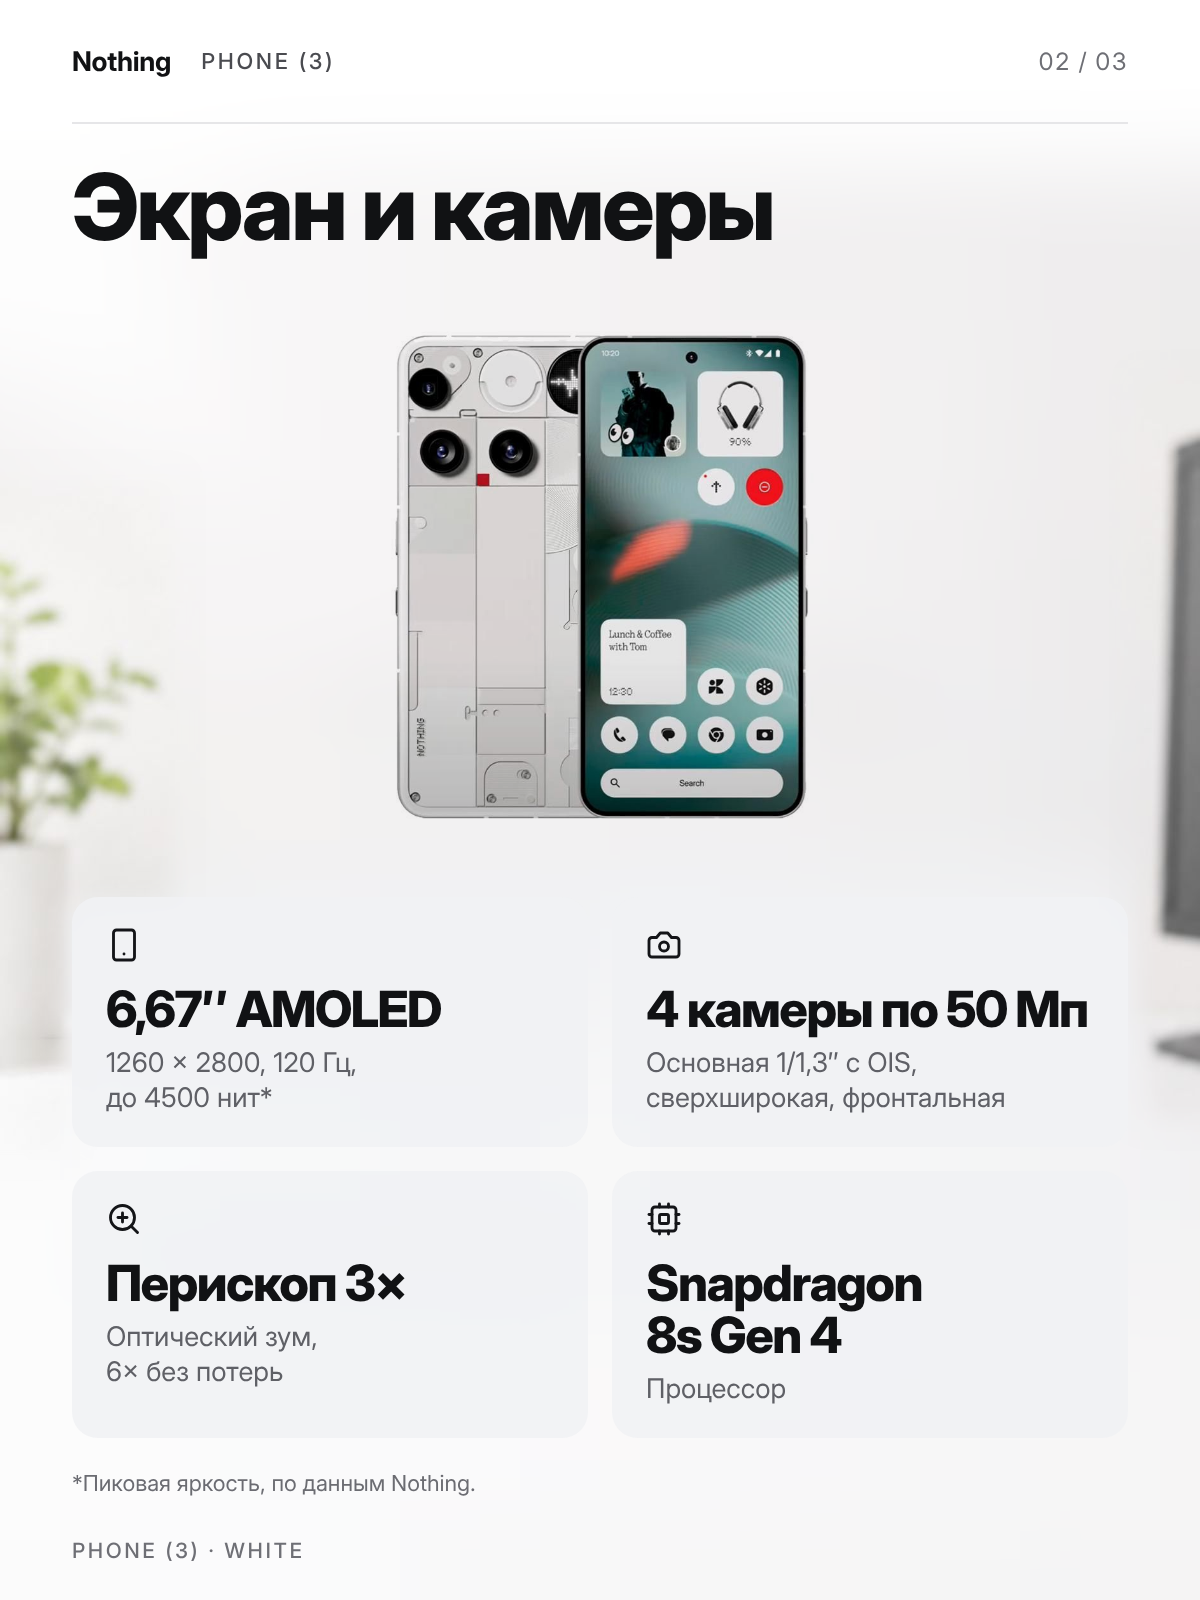 Nothing PHONE (3) 02 / 03
Экран и камеры
10:20
90%
Lunch & Coffee
with Tom
12:30
NOTHING
Search
6,67″ AMOLED
1260 × 2800, 120 Гц,
до 4500 нит*
4 камеры по 50 Мп
Основная 1/1,3″ с OIS,
сверхширокая, фронтальная
Перископ 3×
Оптический зум,
6× без потерь
Snapdragon
8s Gen 4
Процессор
*Пиковая яркость, по данным Nothing.
PHONE (3) · WHITE